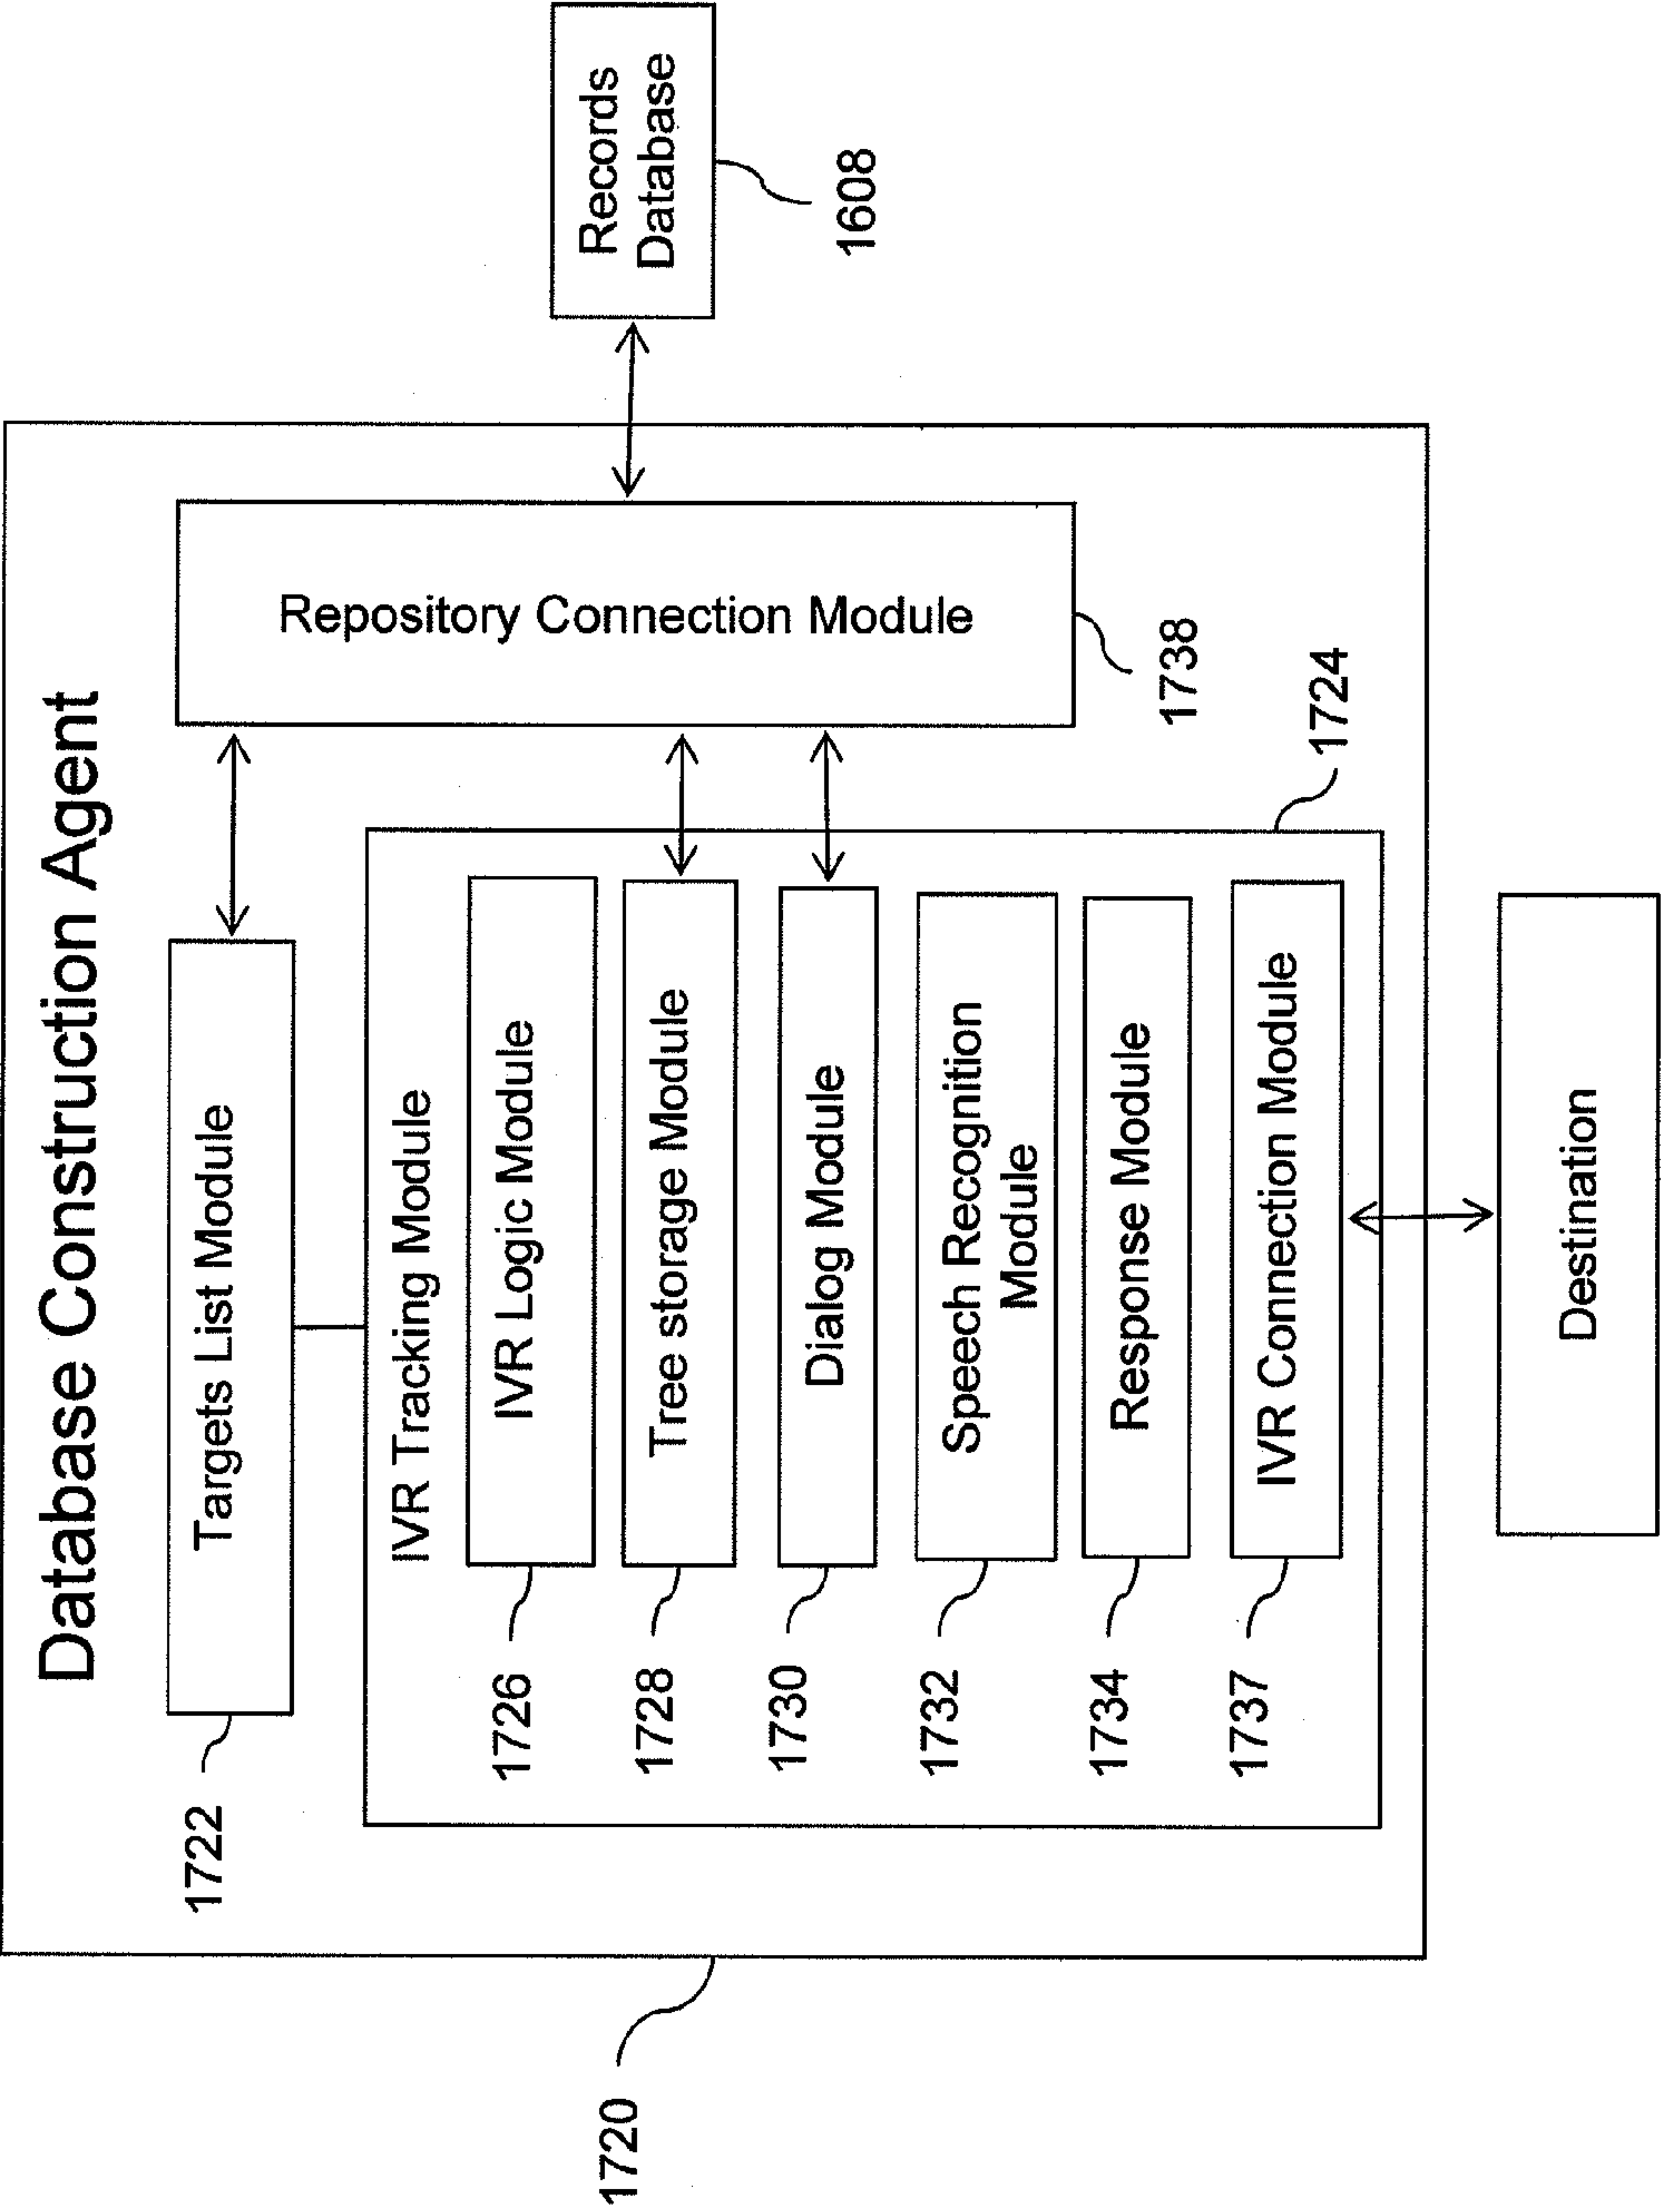 Database Construction Agent
1722
Targets List Module
IVR Tracking Module
1726
IVR Logic Module
1728
Tree storage Module
1730
Dialog Module
1732
Speech Recognition
Module
1734
Response Module
1737
IVR Connection Module
1724
Repository Connection Module
1738
Records
Database
1608
1720
Destination